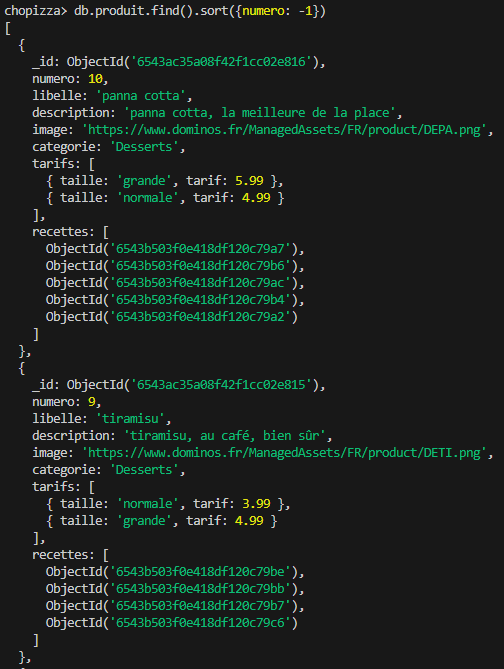 chopizza> db.produit.find().sort({numero: -1})
[
  {
    _id: ObjectId('6543ac35a08f42f1cc02e816'),
    numero: 10,
    libelle: 'panna cotta',
    description: 'panna cotta, la meilleure de la place',
    image: 'https://www.dominos.fr/ManagedAssets/FR/product/DEPA.png',
    categorie: 'Desserts',
    tarifs: [
      { taille: 'grande', tarif: 5.99 },
      { taille: 'normale', tarif: 4.99 }
    ],
    recettes: [
      ObjectId('6543b503f0e418df120c79a7'),
      ObjectId('6543b503f0e418df120c79b6'),
      ObjectId('6543b503f0e418df120c79ac'),
      ObjectId('6543b503f0e418df120c79b4'),
      ObjectId('6543b503f0e418df120c79a2')
    ]
  },
  {
    _id: ObjectId('6543ac35a08f42f1cc02e815'),
    numero: 9,
    libelle: 'tiramisu',
    description: 'tiramisu, au café, bien sûr',
    image: 'https://www.dominos.fr/ManagedAssets/FR/product/DETI.png',
    categorie: 'Desserts',
    tarifs: [
      { taille: 'normale', tarif: 3.99 },
      { taille: 'grande', tarif: 4.99 }
    ],
    recettes: [
      ObjectId('6543b503f0e418df120c79be'),
      ObjectId('6543b503f0e418df120c79bb'),
      ObjectId('6543b503f0e418df120c79b7'),
      ObjectId('6543b503f0e418df120c79c6')
    ]
  },